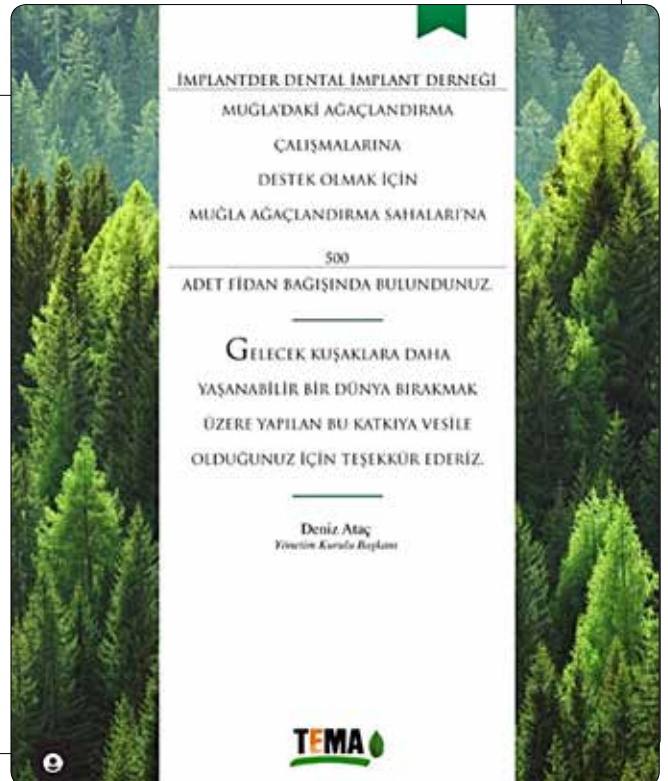 İMPLANTDER DENTAL İMPLANT DERNEĞİ
MUĞLA'DAKİ AĞAÇLANDIRMA
ÇALIŞMALARINA
DESTEK OLMAK İÇİN
MUĞLA AĞAÇLANDIRMA SAHALARI'NA
500
ADET FİDAN BAĞIŞINDA BULUNDUNUZ.
GELECEK KUŞAKLARA DAHA
YAŞANABİLİR BİR DÜNYA BIRAKMAK
ÜZERE YAPILAN BU KATKIYA VESİLE
OLDUĞUNUZ İÇİN TEŞEKKÜR EDERİZ.
Deniz Ataç
Yönetim Kurulu Başkanı
TEMA